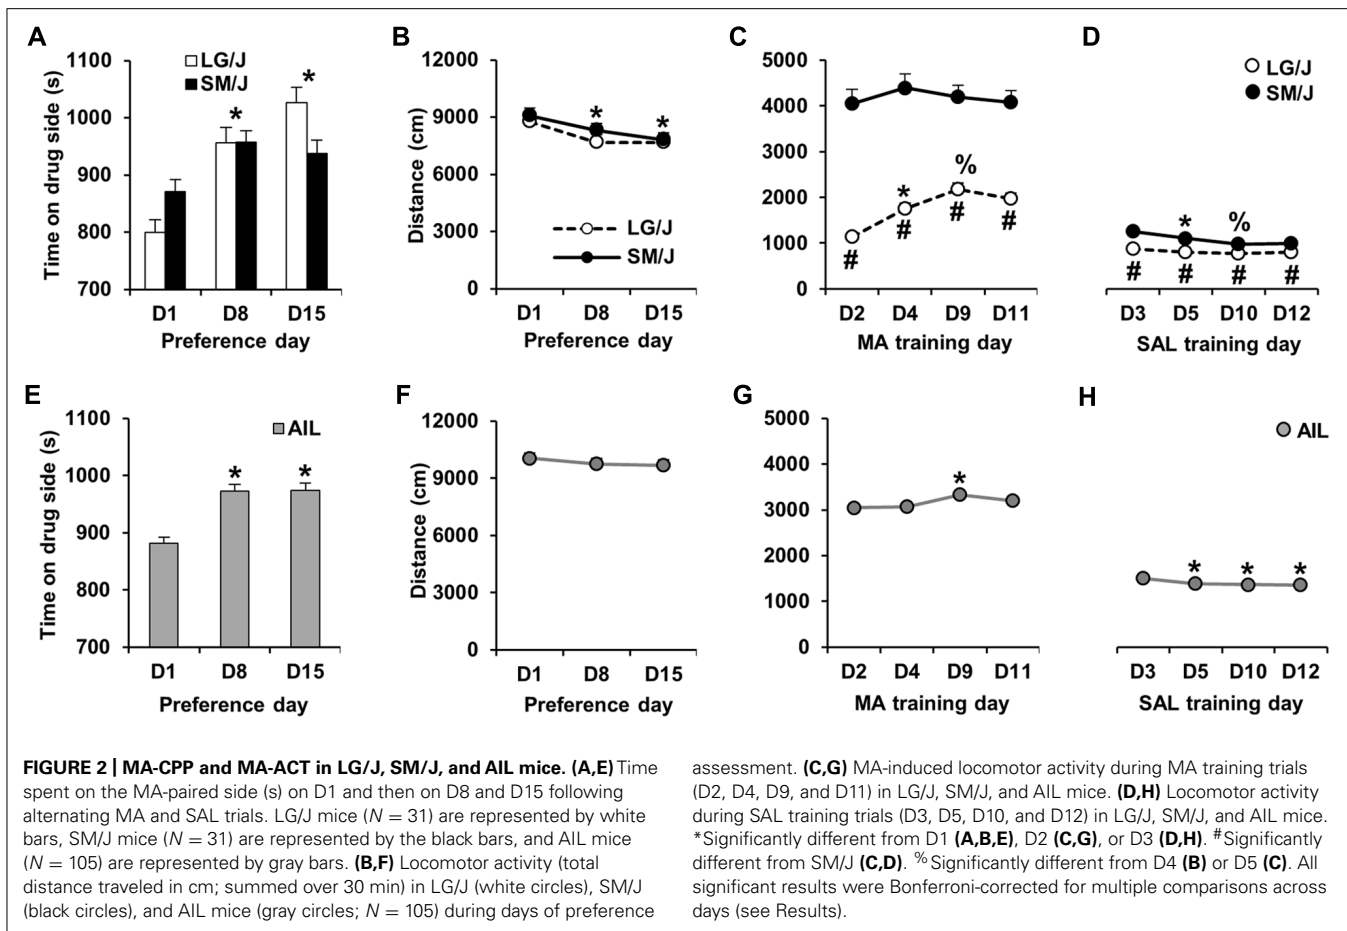 A
1100
1000
900
800
700
Time on drug side (s)
LG/J
SM/J
*
*
D1 D8 D15
Preference day
B
12000
9000
6000
3000
0
Distance (cm)
*
*
LG/J
SM/J
D1 D8 D15
Preference day
C
5000
4000
3000
2000
1000
0
*
%
#
#
#
#
D2 D4 D9 D11
MA training day
D
LG/J
SM/J
*
%
# # # #
D3 D5 D10 D12
SAL training day
E
1100
1000
900
800
700
Time on drug side (s)
AIL
* *
D1 D8 D15
Preference day
F
12000
9000
6000
3000
0
Distance (cm)
D1 D8 D15
Preference day
G
5000
4000
3000
2000
1000
0
*
D2 D4 D9 D11
MA training day
H
AIL
* * *
D3 D5 D10 D12
SAL training day
FIGURE 2 | MA-CPP and MA-ACT in LG/J, SM/J, and AIL mice. (A,E) Time
spent on the MA-paired side (s) on D1 and then on D8 and D15 following
alternating MA and SAL trials. LG/J mice (N = 31) are represented by white
bars, SM/J mice (N = 31) are represented by the black bars, and AIL mice
(N = 105) are represented by gray bars. (B,F) Locomotor activity (total
distance traveled in cm; summed over 30 min) in LG/J (white circles), SM/J
(black circles), and AIL mice (gray circles; N = 105) during days of preference
assessment. (C,G) MA-induced locomotor activity during MA training trials
(D2, D4, D9, and D11) in LG/J, SM/J, and AIL mice. (D,H) Locomotor activity
during SAL training trials (D3, D5, D10, and D12) in LG/J, SM/J, and AIL mice.
*Significantly different from D1 (A,B,E), D2 (C,G), or D3 (D,H). #Significantly
different from SM/J (C,D). %Significantly different from D4 (B) or D5 (C). All
significant results were Bonferroni-corrected for multiple comparisons across
days (see Results).